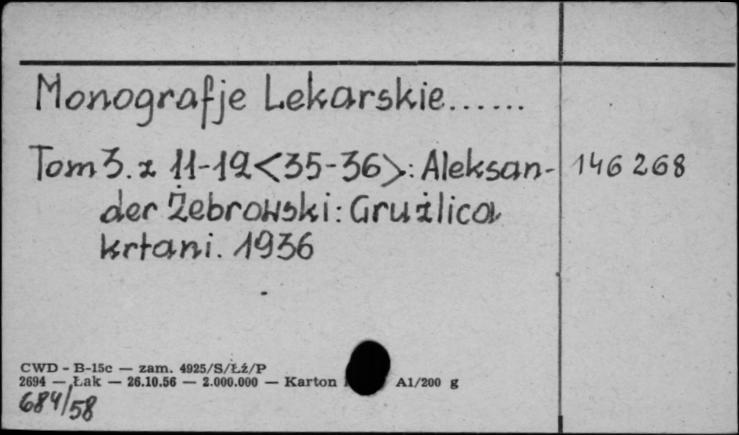 Monografje Lekarskie......
Tom 3. z 11-12<35-36>: Aleksan- 146 268
der Żebrowski: Gruźlica
krtani. 1936
CWD - B-15c — zam. 4925/S/Łż/P
2694 — Łak — 26.10.56 — 2.000.000 — Karton A1/200 g
684/58